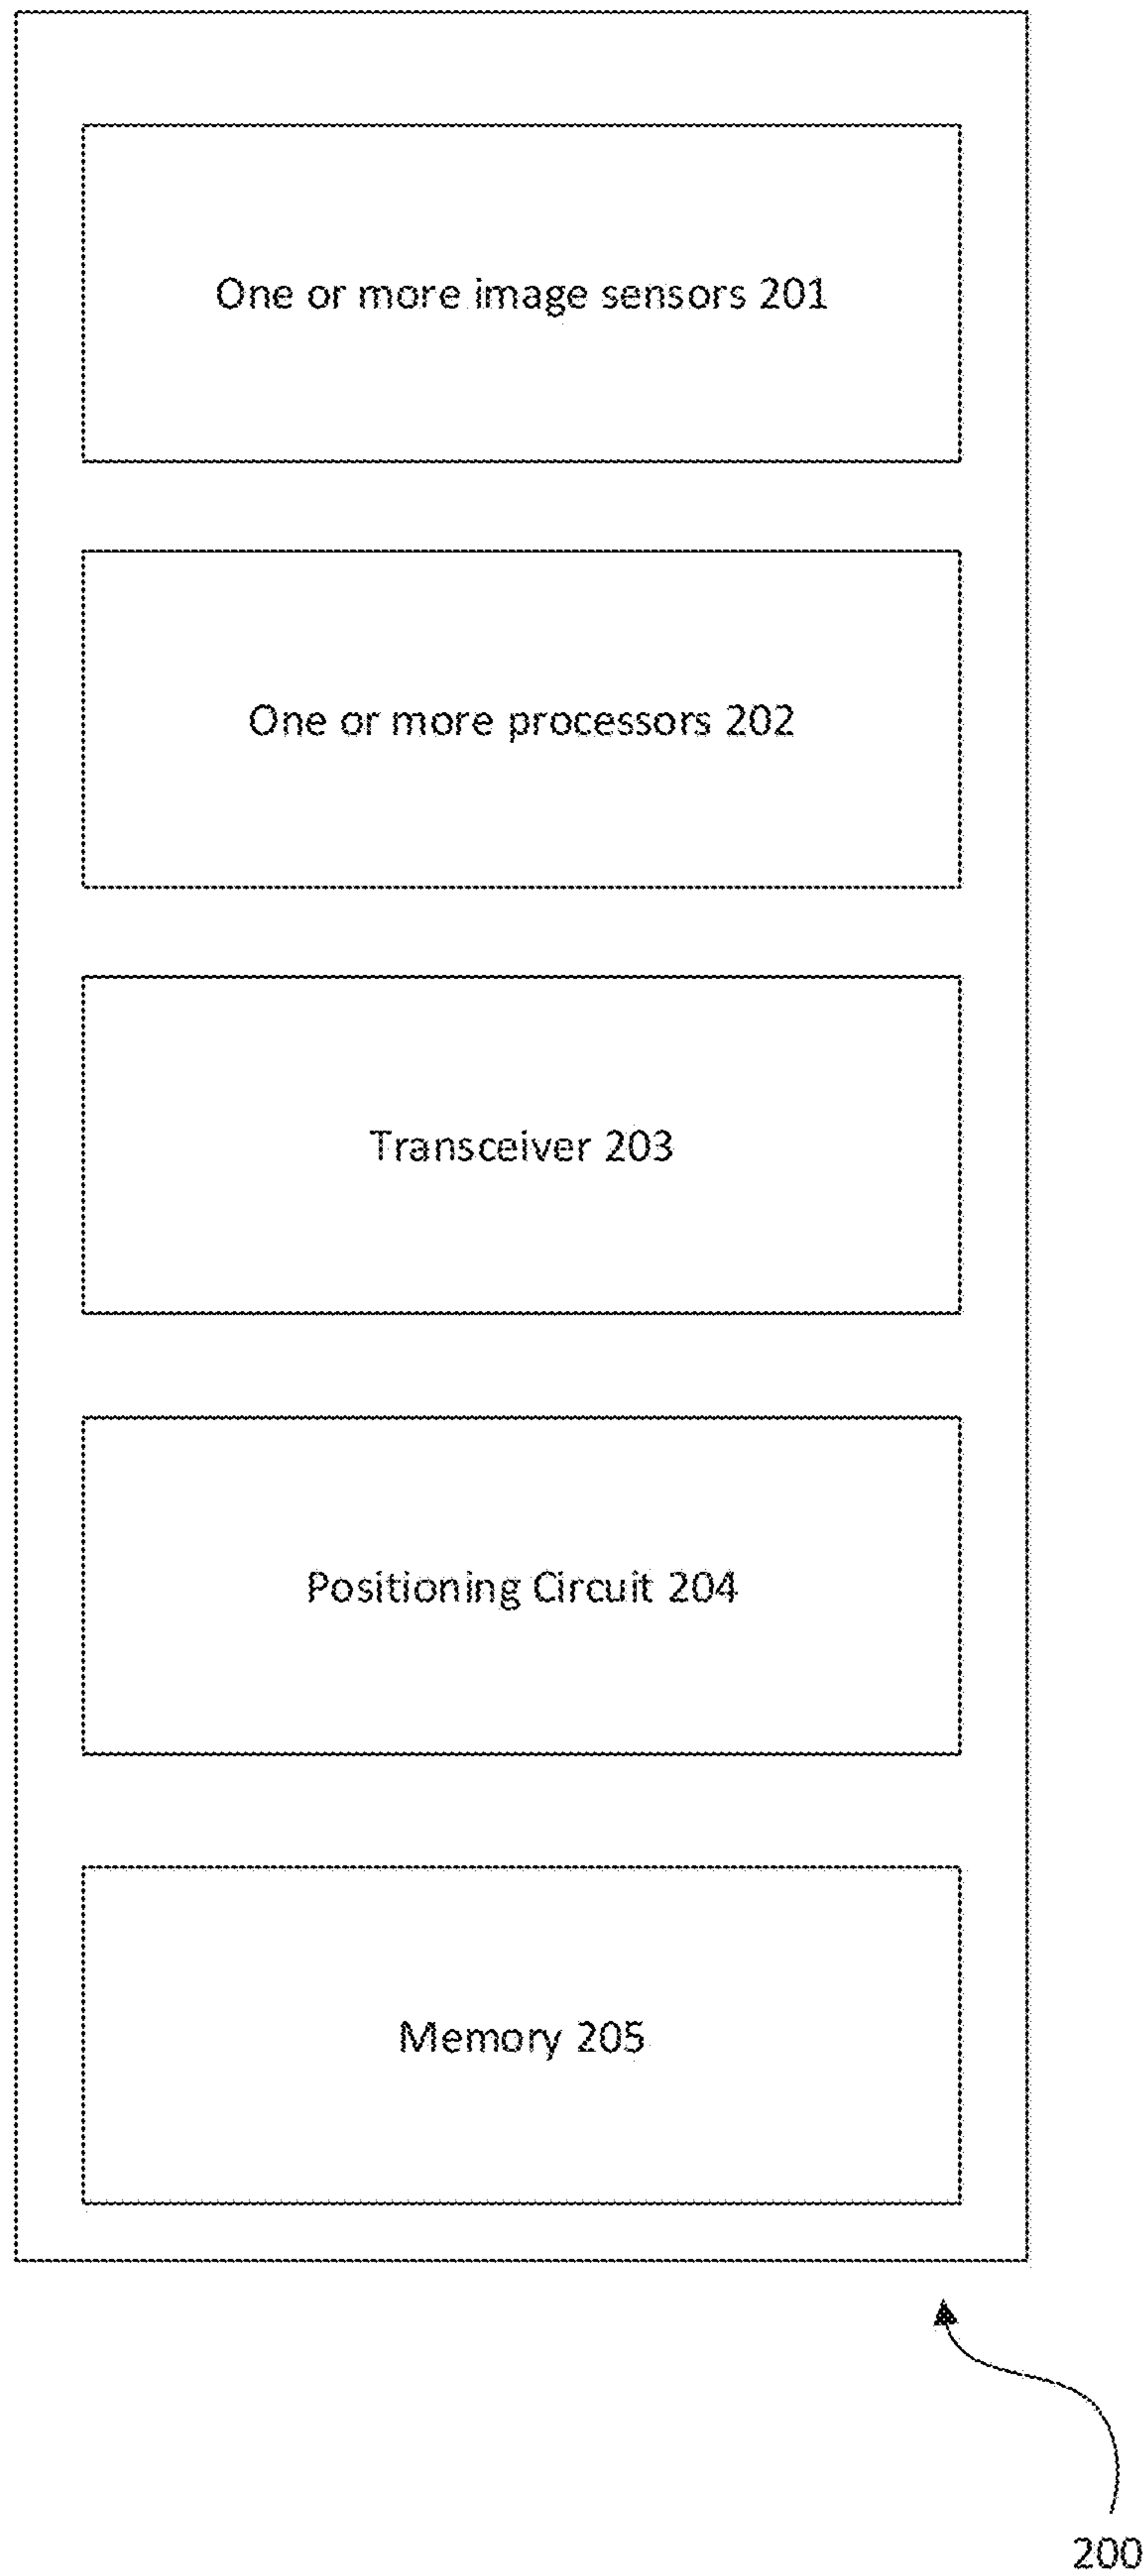 One or more image sensors 201
One or more processors 202
Transceiver 203
Positioning Circuit 204
Memory 205
200